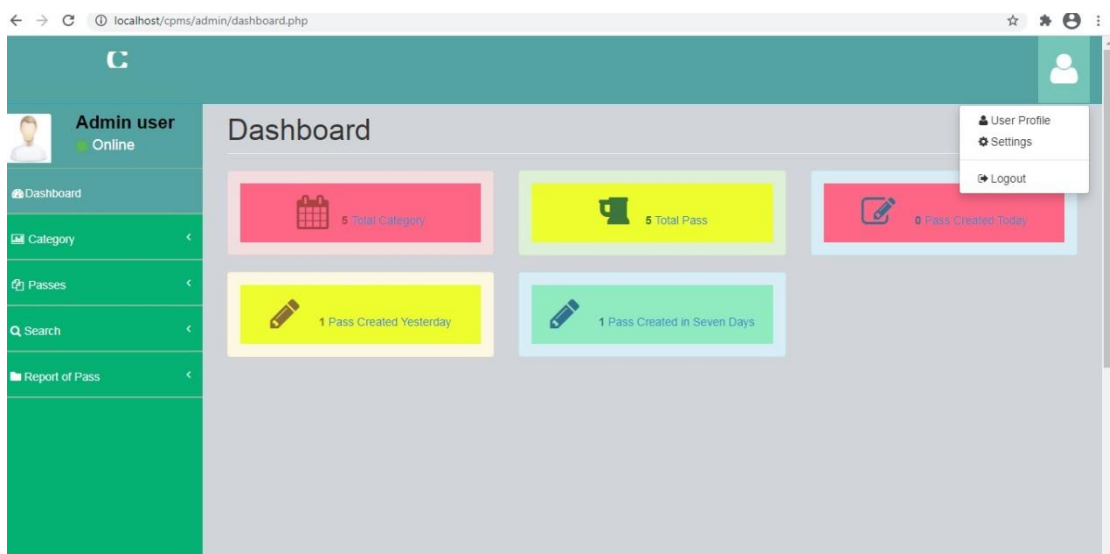 localhost/cpms/admin/dashboard.php
C
Admin user
Online
Dashboard
Category
Passes
Search
Report of Pass
Dashboard
User Profile
Settings
Logout
5 Total Category
5 Total Pass
0 Pass Created Today
1 Pass Created Yesterday
1 Pass Created in Seven Days